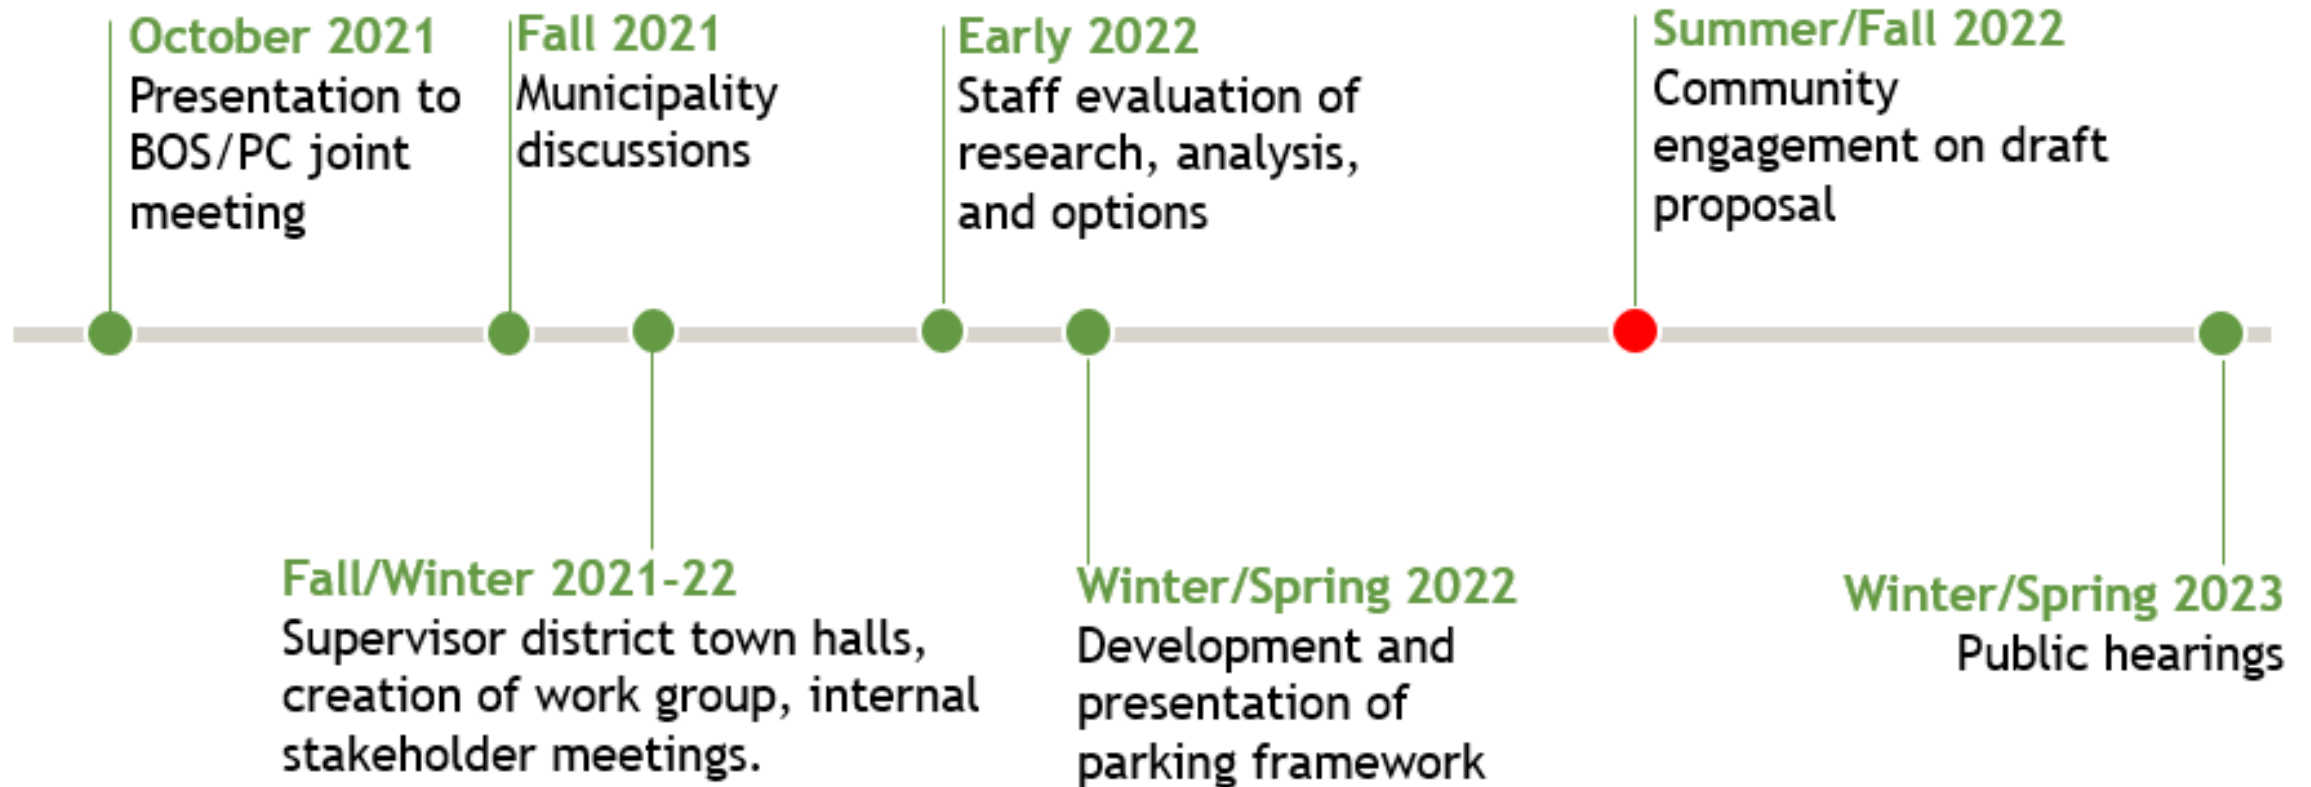 October 2021
Presentation to
BOS/PC joint
meeting
Fall 2021
Municipality
discussions
Early 2022
Staff evaluation of
research, analysis,
and options
Summer/Fall 2022
Community
engagement on draft
proposal
Fall/Winter 2021-22
Supervisor district town halls,
creation of work group, internal
stakeholder meetings.
Winter/Spring 2022
Development and
presentation of
parking framework
Winter/Spring 2023
Public hearings